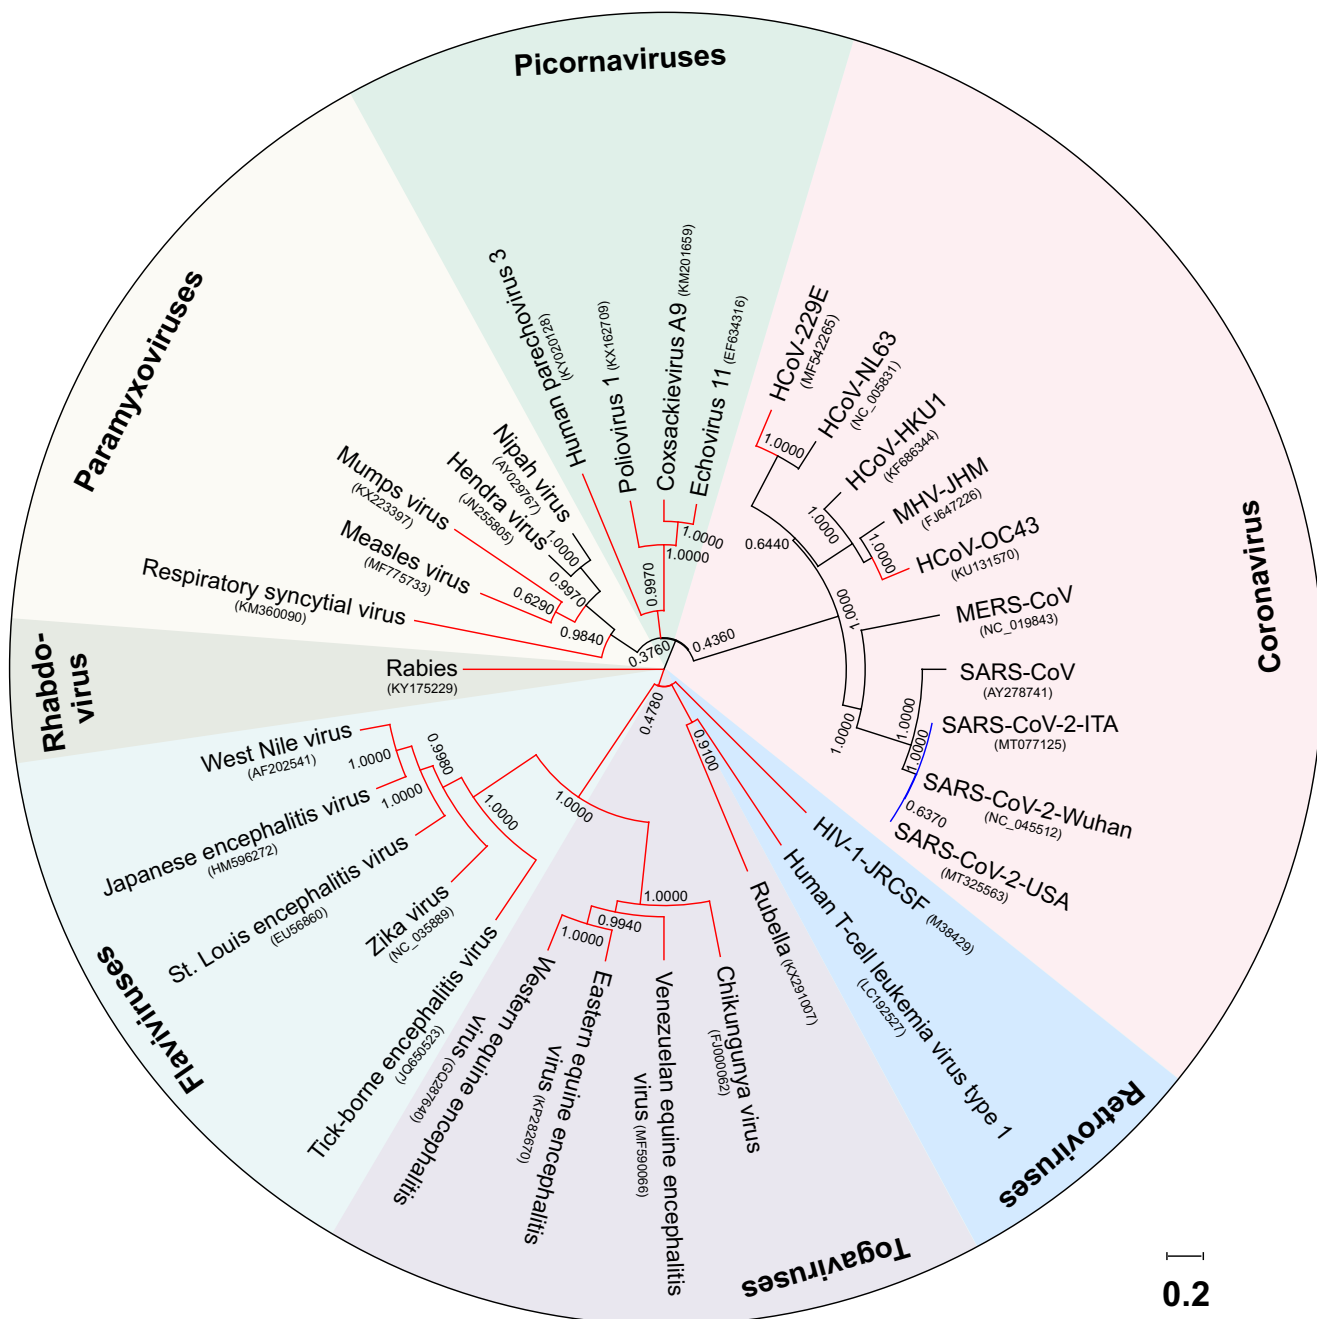 Picornaviruses
Human parechovirus 3
(KY020128)
Poliovirus 1 (KX162709)
Coxsackievirus A9 (KM201659)
Echovirus 11 (EF634316)
1.0000
1.0000
0.9970
Coronavirus
HCoV-229E
(MF542265)
HCoV-NL63
(NC_005831)
HCoV-HKU1
(KF686344)
MHV-JHM
(FJ647226)
HCoV-OC43
(KU131570)
MERS-CoV
(NC_019843)
SARS-CoV
(AY278741)
SARS-CoV-2-ITA
(MT077125)
SARS-CoV-2-Wuhan
(NC_045512)
SARS-CoV-2-USA
(MT325563)
1.0000
1.0000
1.0000
0.6440
1.0000
0.4360
1.0000
1.0000
1.0000
0.6370
Retroviruses
HIV-1-JRCSF (M38429)
Human T-cell leukemia virus type 1
(LC192527)
0.9100
Togaviruses
Rubella (KX291007)
Chikungunya virus
(FJ000062)
Venezuelan equine encephalitis
virus (MF590066)
Eastern equine encephalitis
virus (KP282670)
Western equine encephalitis
virus (GQ287640)
1.0000
0.9940
1.0000
Flaviviruses
Tick-borne encephalitis virus
(JQ650523)
Zika virus
(NC_035889)
St. Louis encephalitis virus
(EU56860)
Japanese encephalitis virus
(HM596272)
West Nile virus
(AF202541)
1.0000
1.0000
0.9980
1.0000
1.0000
0.4780
Rhabdo-
virus
Rabies
(KY175229)
Paramyxoviruses
Respiratory syncytial virus
(KM360090)
Measles virus
(MF775733)
Mumps virus
(KX223397)
Hendra virus
(JN255805)
Nipah virus
(AY029767)
1.0000
0.9970
0.6290
0.9840
0.3760
0.2